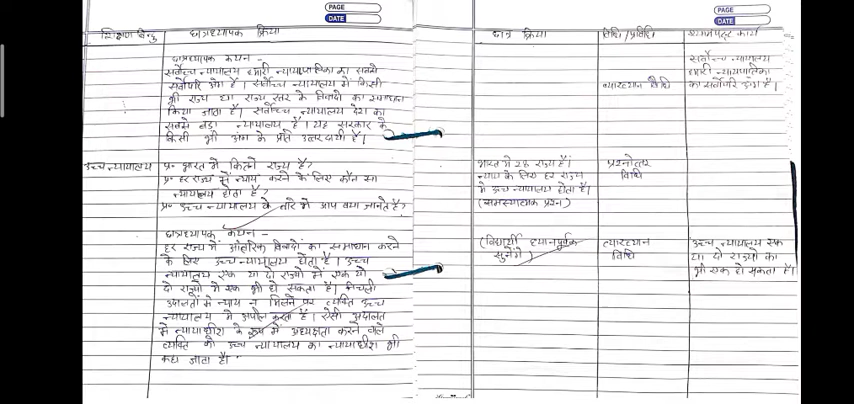 PAGE
DATE
शिक्षण बिन्दु
छात्राध्यापक क्रिया
छात्राध्यापक कथन -
सर्वोच्च न्यायालय हमारी न्यायपालिका का सबसे
सर्वोपरि अंग है। सर्वोच्च न्यायालय में किसी
भी राज्य या राज्य स्तर के विवादों का समाधान
किया जाता है। सर्वोच्च न्यायालय देश का
सबसे बड़ा न्यायालय है। यह सरकार के
किसी भी अंग के प्रति उत्तरदायी है।
उच्च न्यायालय
प्र॰ भारत में कितने राज्य है?
प्र॰ हर राज्य में न्याय करने के लिए कौन सा
न्यायालय होता है?
प्र॰ उच्च न्यायालय के बारे में आप क्या जानते है?
छात्राध्यापक कथन -
हर राज्य में आंतरिक विवादों का समाधान करने
के लिए उच्च न्यायालय होता है। उच्च
न्यायालय एक या दो राज्यों में एक या
दो राज्यों में एक भी हो सकता है। निचली
अदालतों में न्याय न मिलने पर व्यक्ति उच्च
न्यायालय में अपील करता है। ऐसी अदालत
में न्यायाधीश के रूप में अध्यक्षता करने वाले
व्यक्ति को उच्च न्यायालय का न्यायाधीश भी
कहा जाता है।
PAGE
DATE
छात्र क्रिया
विधि/प्रविधि
श्यामपट्ट कार्य
व्याख्यान विधि
सर्वोच्च न्यायालय
हमारी न्यायपालिका
का सर्वोपरि अंग है।
भारत में 28 राज्य है।
न्याय के लिए हर राज्य
में उच्च न्यायालय होता है।
(समस्यात्मक प्रश्न)
प्रश्नोत्तर
विधि
(विद्यार्थी ध्यानपूर्वक
सुनेंगे)
व्याख्यान
विधि
उच्च न्यायालय एक
या दो राज्यों का
भी एक हो सकता है।